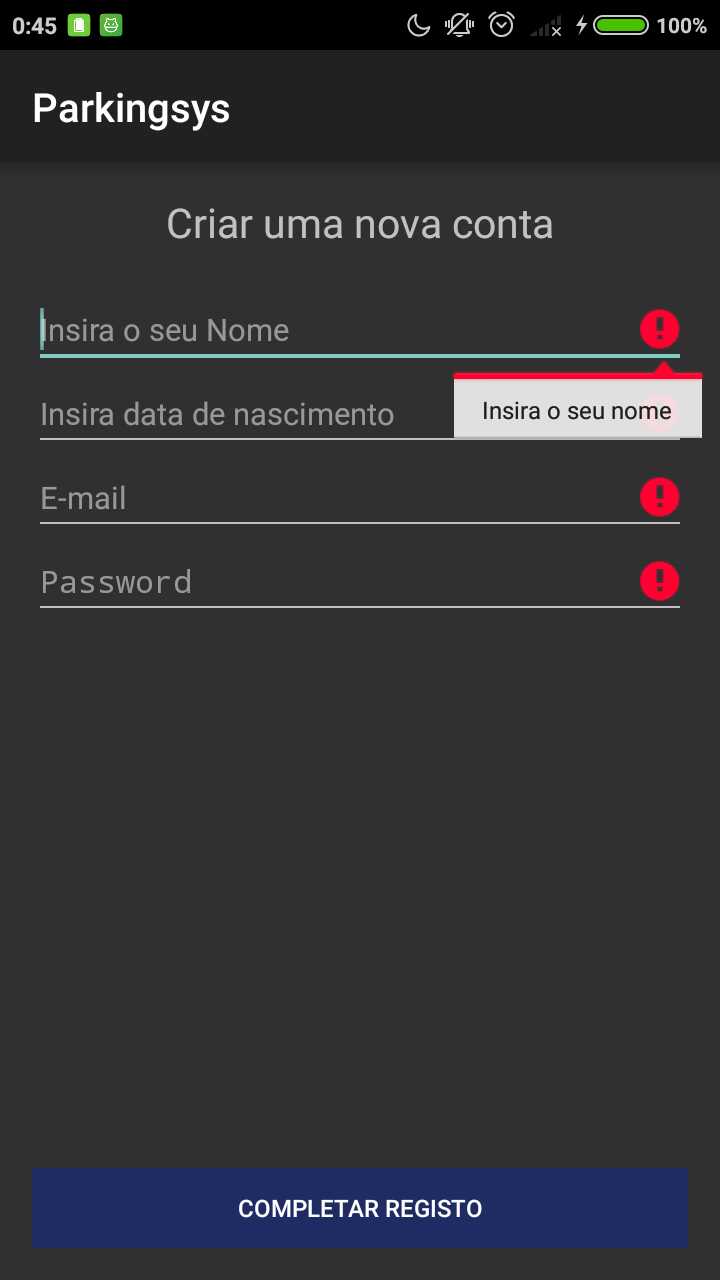 0:45 100%
Parkingsys
Criar uma nova conta
Insira o seu Nome
Insira data de nascimento
Insira o seu nome
E-mail
Password
COMPLETAR REGISTO